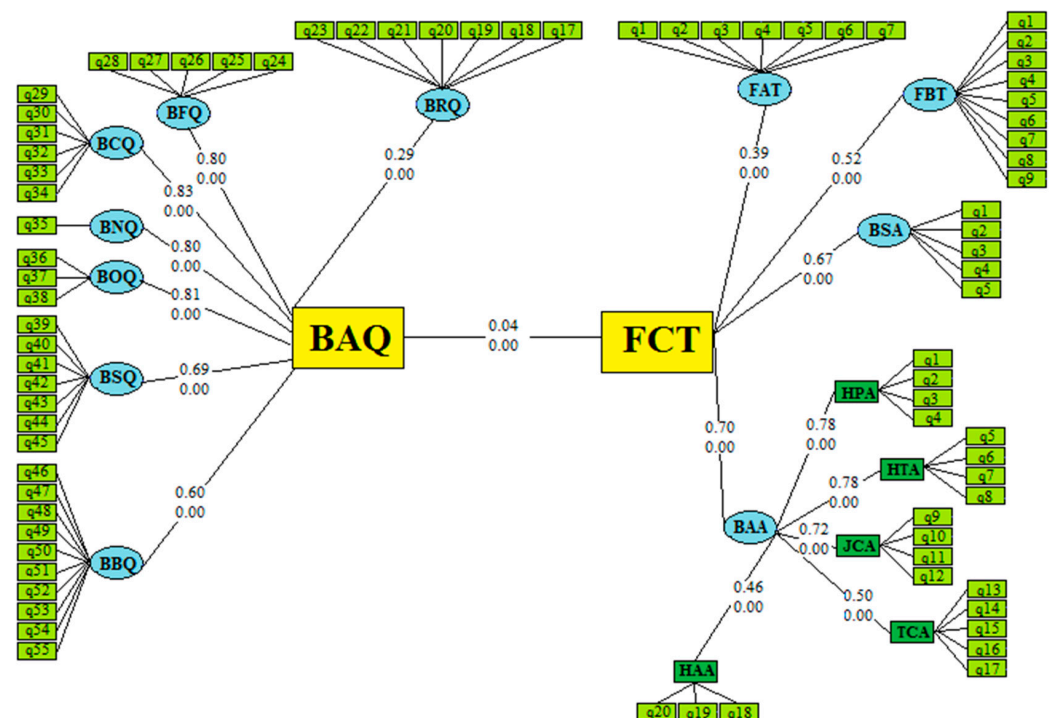 q23 q22 q21 q20 q19 q18 q17
q28 q27 q26 q25 q24
BFQ
BRQ
q29
q30
q31
q32
q33
q34
BCQ
q35
BNQ
q36
q37
q38
BOQ
q39
q40
q41
q42
q43
q44
q45
BSQ
q46
q47
q48
q49
q50
q51
q52
q53
q54
q55
BBQ
0.80
0.00
0.29
0.00
0.83
0.00
0.80
0.00
0.81
0.00
0.69
0.00
0.60
0.00
BAQ
0.04
0.00
FCT
q1 q2 q3 q4 q5 q6 q7
FAT
0.39
0.00
FBT
q1
q2
q3
q4
q5
q6
q7
q8
q9
0.52
0.00
BSA
q1
q2
q3
q4
q5
0.67
0.00
0.70
0.00
BAA
HPA
q1
q2
q3
q4
0.78
0.00
HTA
q5
q6
q7
q8
0.78
0.00
JCA
q9
q10
q11
q12
0.72
0.00
TCA
q13
q14
q15
q16
q17
0.50
0.00
0.46
0.00
HAA
q20 q19 q18